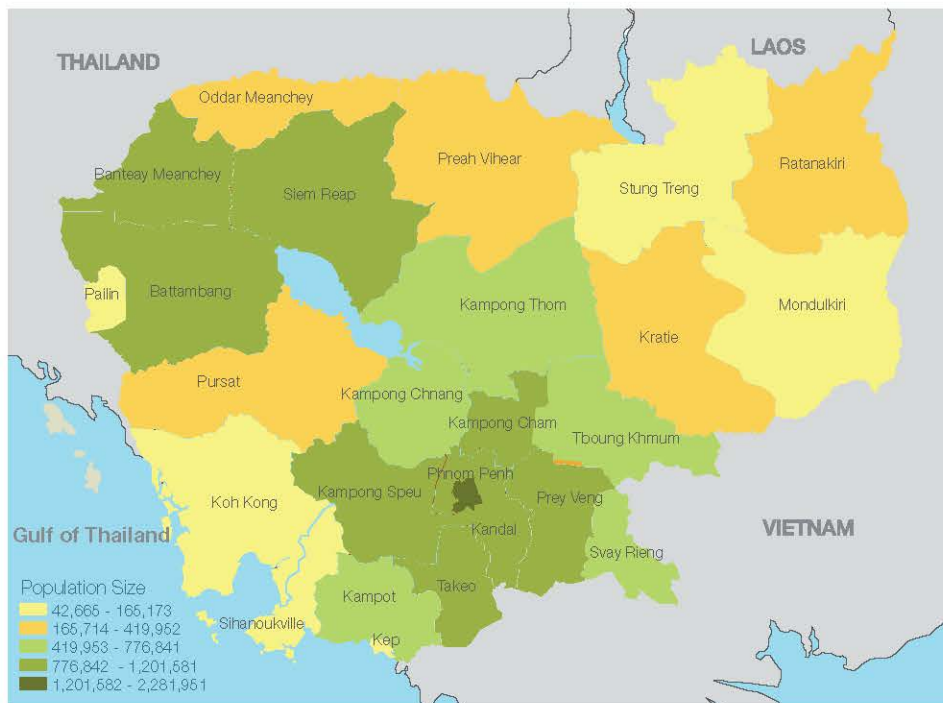 THAILAND
LAOS
Oddar Meanchey
Preah Vihear
Ratanakiri
Banteay Meanchey
Siem Reap
Stung Treng
Pailin
Battambang
Kampong Thom
Mondulkiri
Kratie
Pursat
Kampong Chnang
Kampong Cham
Tboung Khmum
Phnom Penh
Kampong Speu
Prey Veng
Koh Kong
Kandal
Gulf of Thailand
VIETNAM
Svay Rieng
Takeo
Kampot
Sihanoukville
Kep
Population Size
42,665 - 165,173
165,714 - 419,952
419,953 - 776,841
776,842 - 1,201,581
1,201,582 - 2,281,951